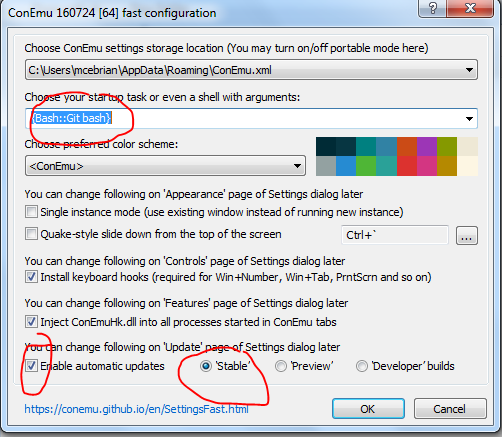 ConEmu 160724 [64] fast configuration
Choose ConEmu settings storage location (You may turn on/off portable mode here)
C:\Users\mcebrian\AppData\Roaming\ConEmu.xml
Choose your startup task or even a shell with arguments:
{Bash::Git bash}
Choose preferred color scheme:
<ConEmu>
You can change following on 'Appearance' page of Settings dialog later
Single instance mode (use existing window instead of running new instance)
Quake-style slide down from the top of the screen
Ctrl+`
...
You can change following on 'Controls' page of Settings dialog later
Install keyboard hooks (required for Win+Number, Win+Tab, PrntScrn and so on)
You can change following on 'Features' page of Settings dialog later
Inject ConEmuHk.dll into all processes started in ConEmu tabs
You can change following on 'Update' page of Settings dialog later
Enable automatic updates
'Stable'
'Preview'
'Developer' builds
https://conemu.github.io/en/SettingsFast.html
OK
Cancel